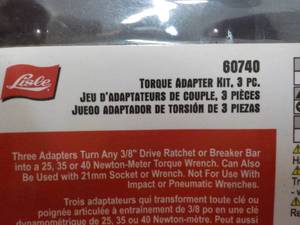 Lisle
60740
TORQUE ADAPTER KIT, 3 PC.
JEU D'ADAPTATEURS DE COUPLE, 3 PIÈCES
JUEGO ADAPTADOR DE TORSIÓN DE 3 PIEZAS
Three Adapters Turn Any 3/8" Drive Ratchet or Breaker Bar
into a 25, 35 or 40 Newton-Meter Torque Wrench. Can Also
Be Used with 21mm Socket or Wrench. Not For Use With
Impact or Pneumatic Wrenches.
Trois adaptateurs qui transforment toute clé ou
poignée articulée à entraînement de 3/8 po en une clé
dynamométrique de 25, 35 ou 40 Newton-mètre. Peut aussi